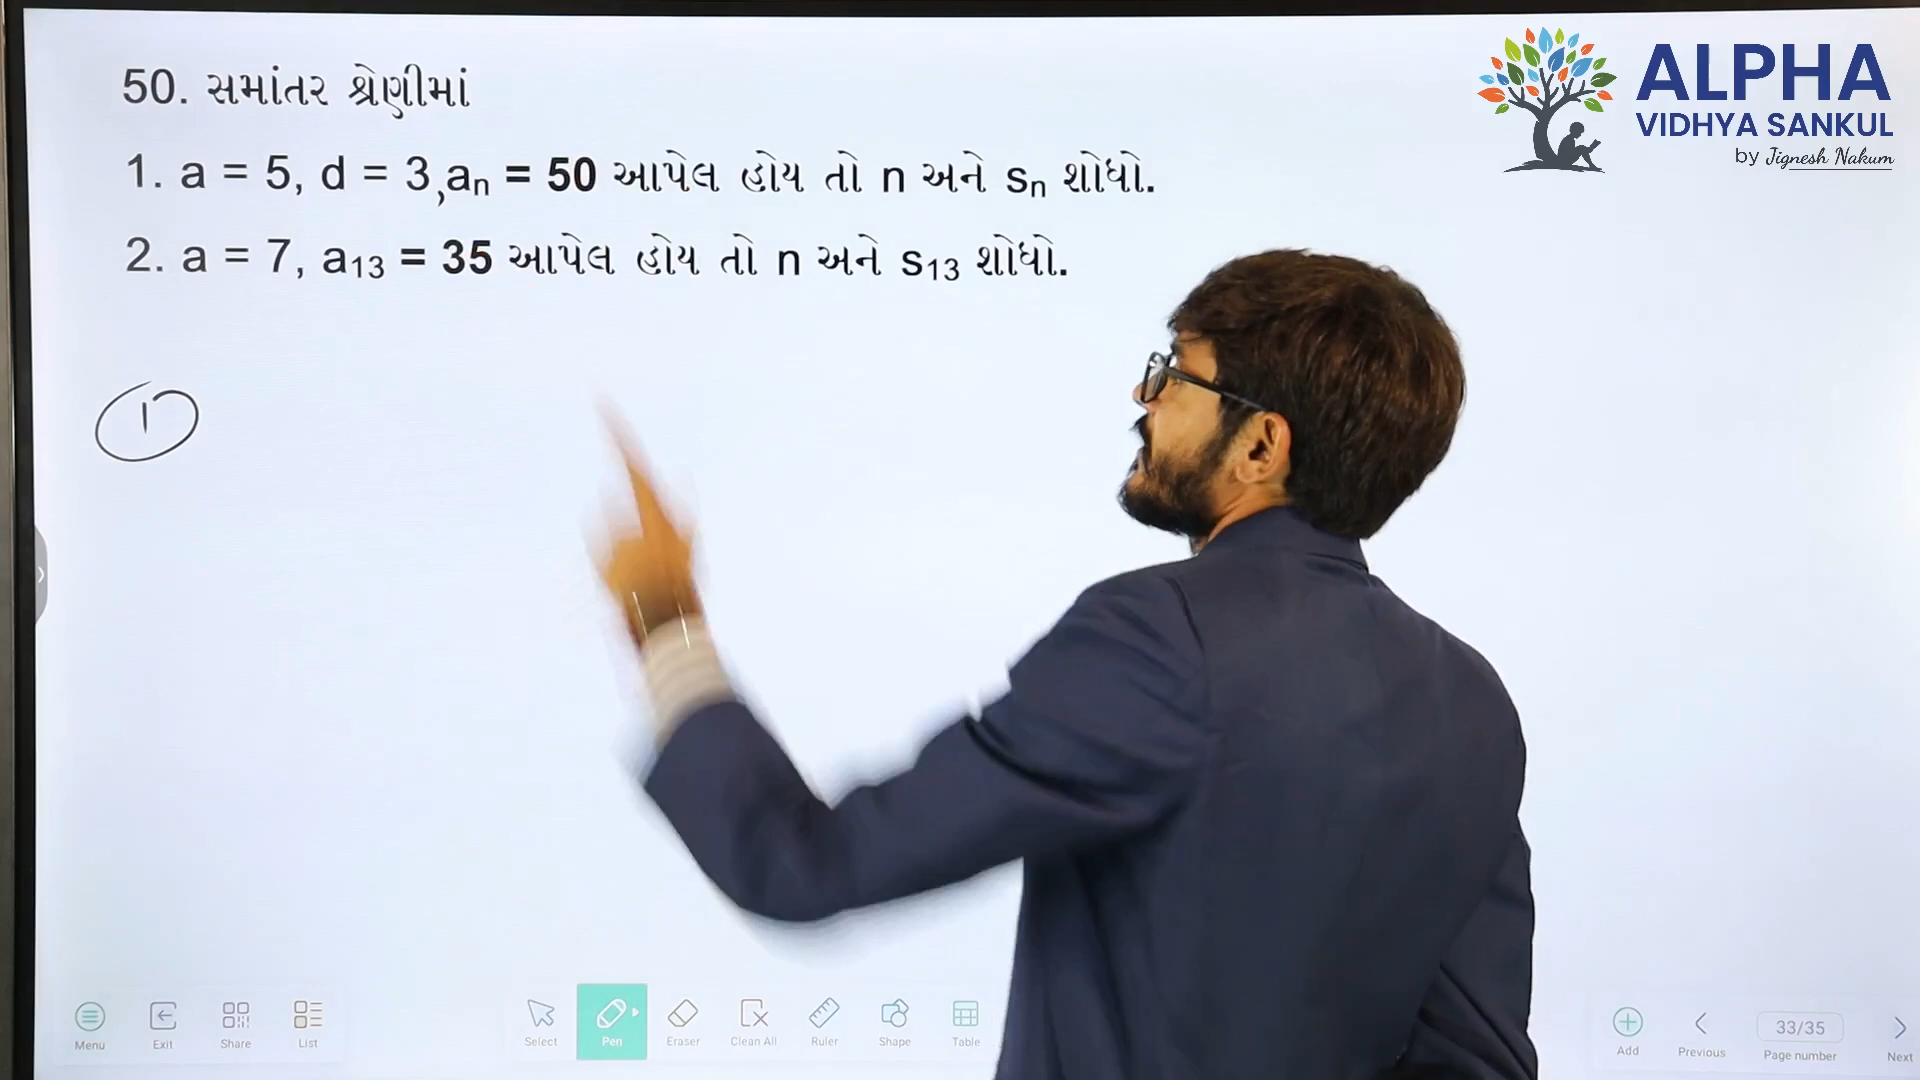 50. સમાંતર શ્રેણીમાં
1. a = 5, d = 3,an = 50 આપેલ હોય તો n અને sn શોધો.
2. a = 7, a13 = 35 આપેલ હોય તો n અને s13 શોધો.
1
ALPHA
VIDHYA SANKUL
by Jignesh Nakum
Menu Exit Share List Select Pen Eraser Clean All Ruler Shape Table Add Previous 33/35 Page number Next